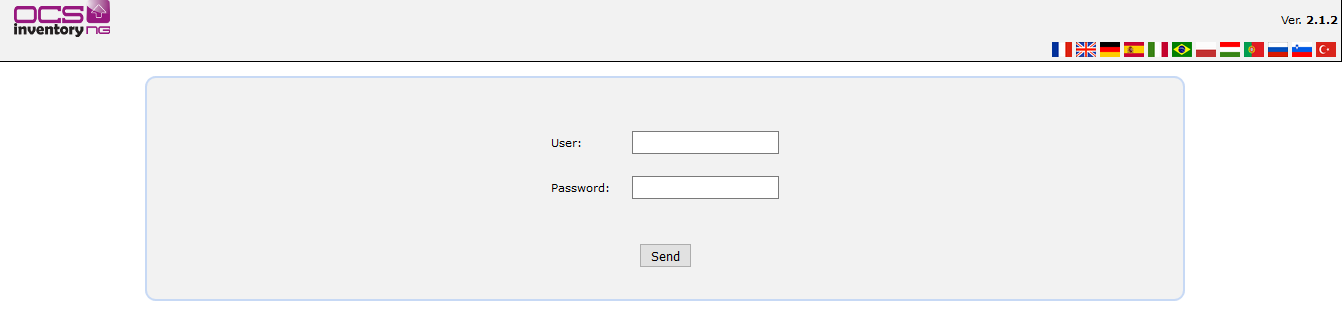 OCS
inventory NG
Ver. 2.1.2
User:
Password:
Send